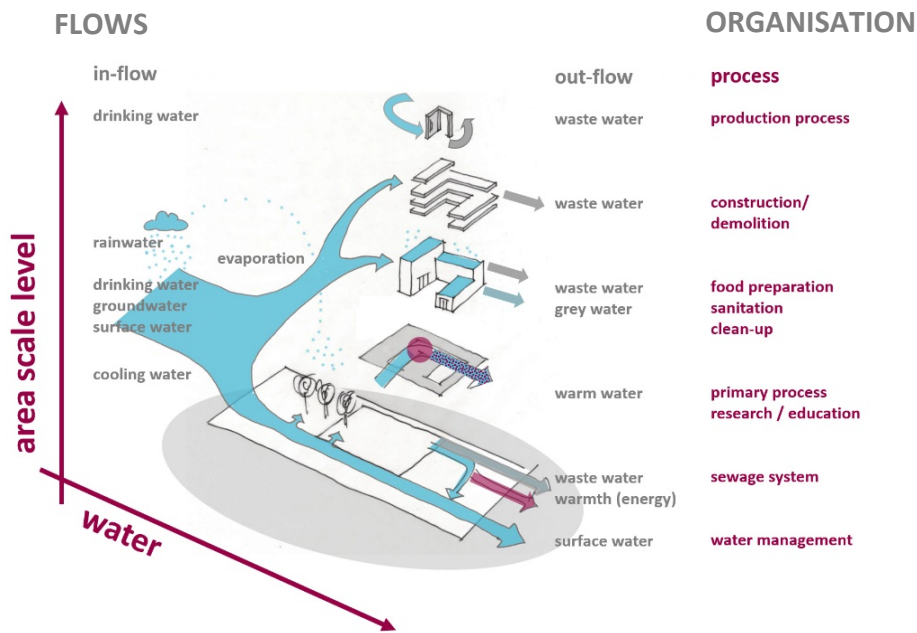 FLOWS
ORGANISATION
in-flow
out-flow
process
drinking water
waste water
production process
waste water
construction/
demolition
rainwater
evaporation
drinking water
groundwater
surface water
waste water
grey water
food preparation
sanitation
clean-up
cooling water
warm water
primary process
research / education
waste water
warmth (energy)
sewage system
surface water
water management
area scale level
water